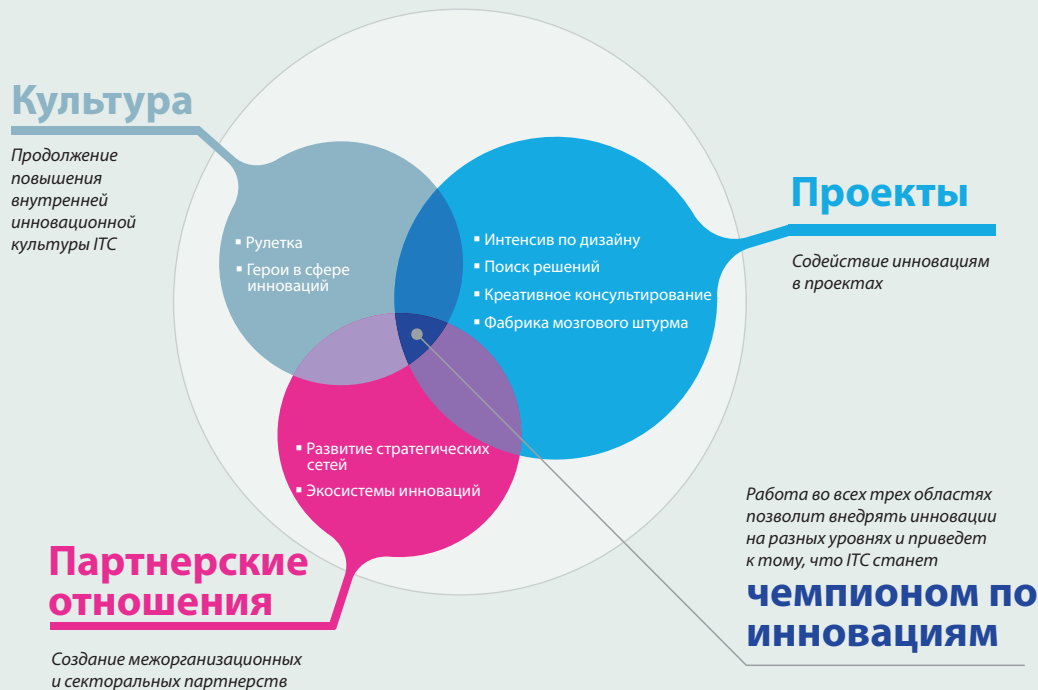 Культура
Продолжение
повышения
внутренней
инновационной
культуры ITC
▪ Рулетка
▪ Герои в сфере
инноваций
▪ Интенсив по дизайну
▪ Поиск решений
▪ Креативное консультирование
▪ Фабрика мозгового штурма
Проекты
Содействие инновациям
в проектах
▪ Развитие стратегических
сетей
▪ Экосистемы инноваций
Партнерские
отношения
Создание межорганизационных
и секторальных партнерств
Работа во всех трех областях
позволит внедрять инновации
на разных уровнях и приведет
к тому, что ITC станет
чемпионом по
инновациям